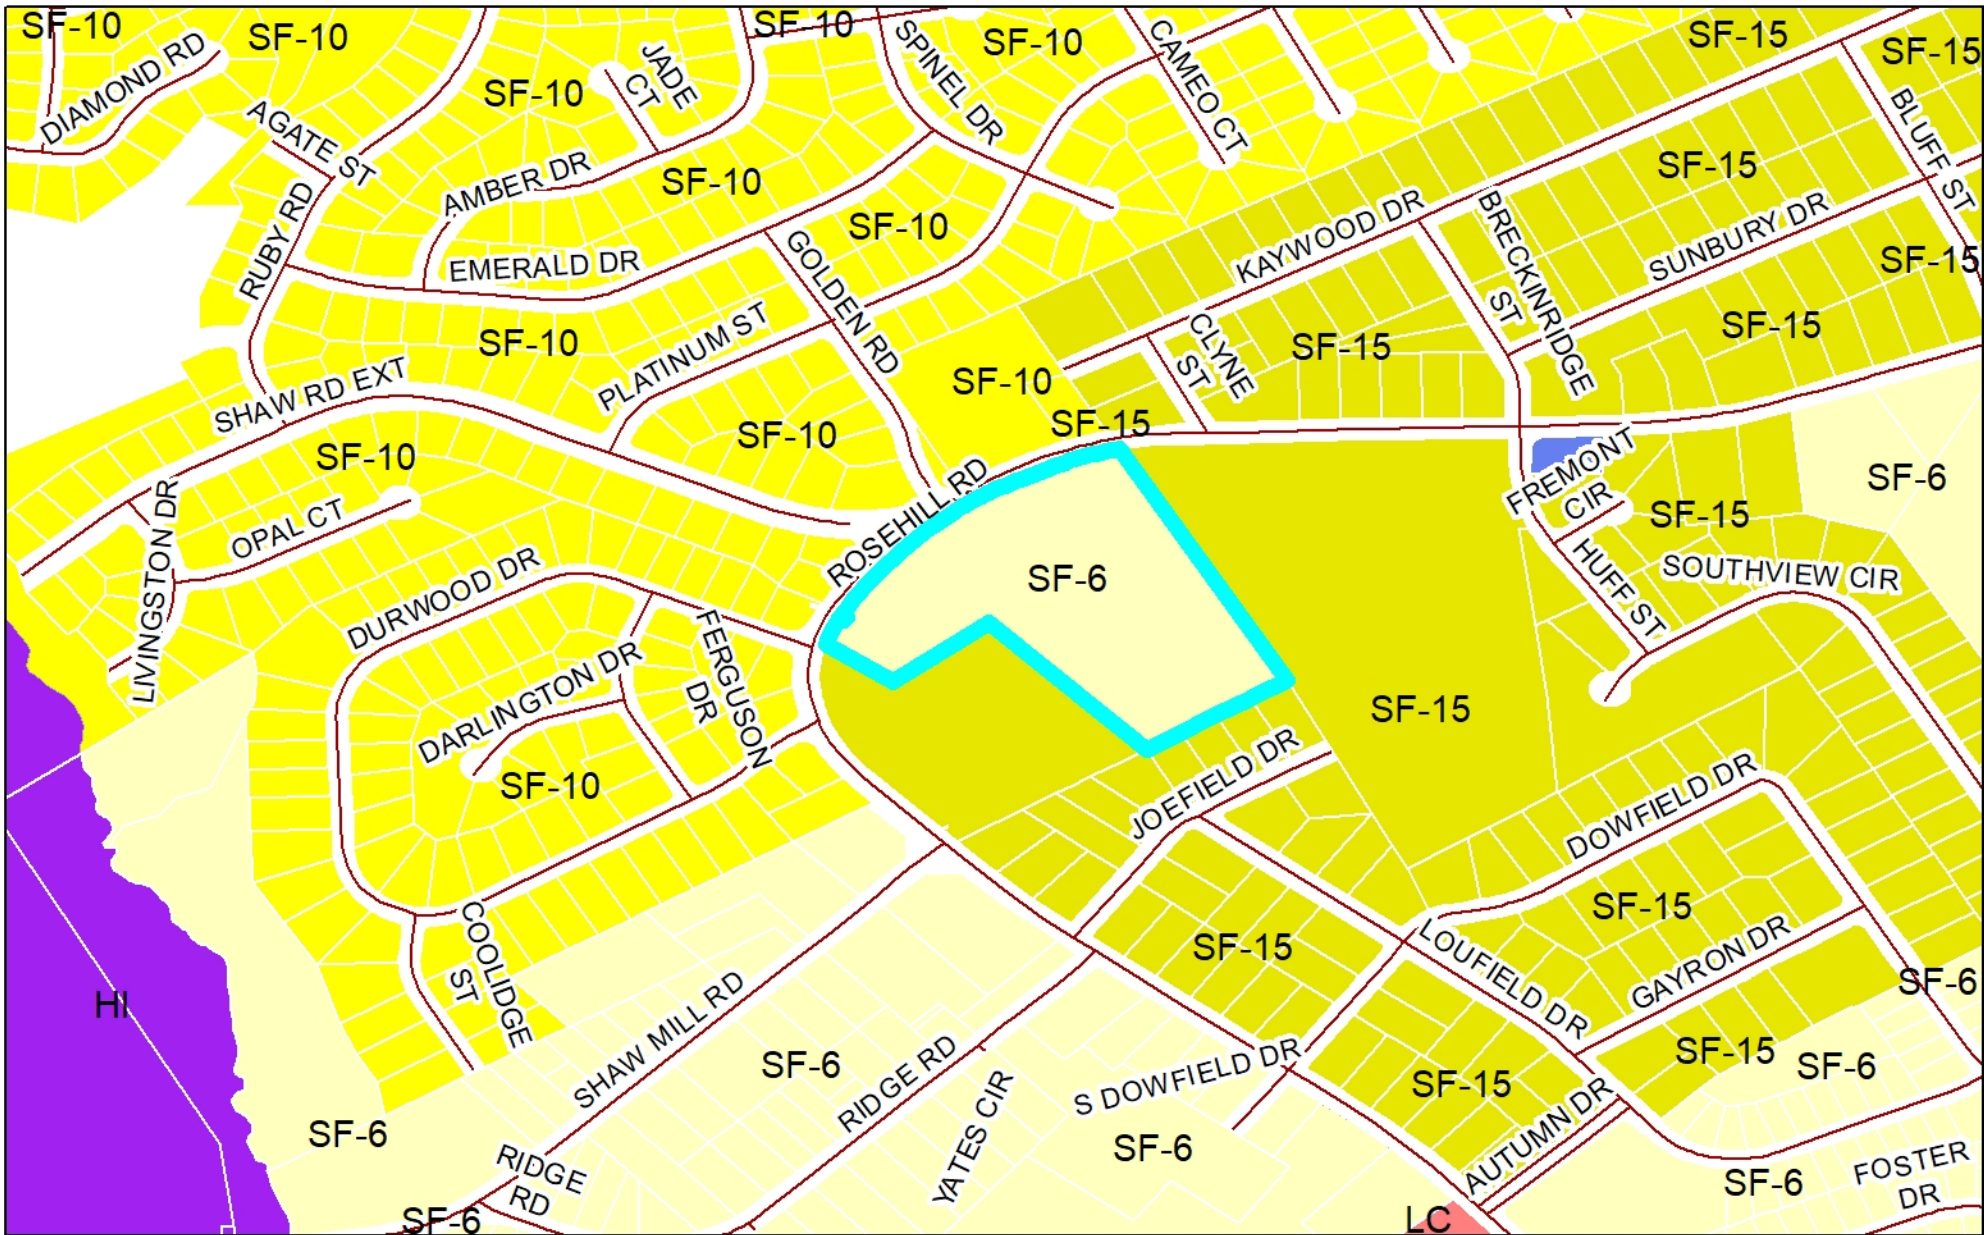 SF-10
DIAMOND RD
SF-10
AGATE ST
SF-10
JADE
CT
SF-10
SPINEL DR
SF-10
CAMEO CT
SF-15
SF-15
BLUFF ST
AMBER DR
SF-10
RUBY RD
EMERALD DR
SF-10
GOLDEN RD
KAYWOOD DR
BRECKINRIDGE
ST
SF-15
SUNBURY DR
SF-15
SF-15
SF-10
PLATINUM ST
SHAW RD EXT
SF-10
CLYNE
ST
SF-15
SF-10
SF-15
SF-10
SF-6
FREMONT
CIR
SF-15
OPAL CT
LIVINGSTON DR
ROSEHILL RD
SF-6
HUFF ST
SOUTHVIEW CIR
DURWOOD DR
DARLINGTON DR
FERGUSON
DR
SF-15
JOEFIELD DR
SF-10
DOWFIELD DR
SF-15
COOLIDGE
ST
SF-15
LOUFIELD DR
GAYRON DR
SF-6
HI
SHAW MILL RD
SF-6
RIDGE RD
YATES CIR
S DOWFIELD DR
SF-15
SF-15
SF-6
SF-6
SF-6
AUTUMN DR
RIDGE
RD
SF-6
SF-6
FOSTER
DR
LC